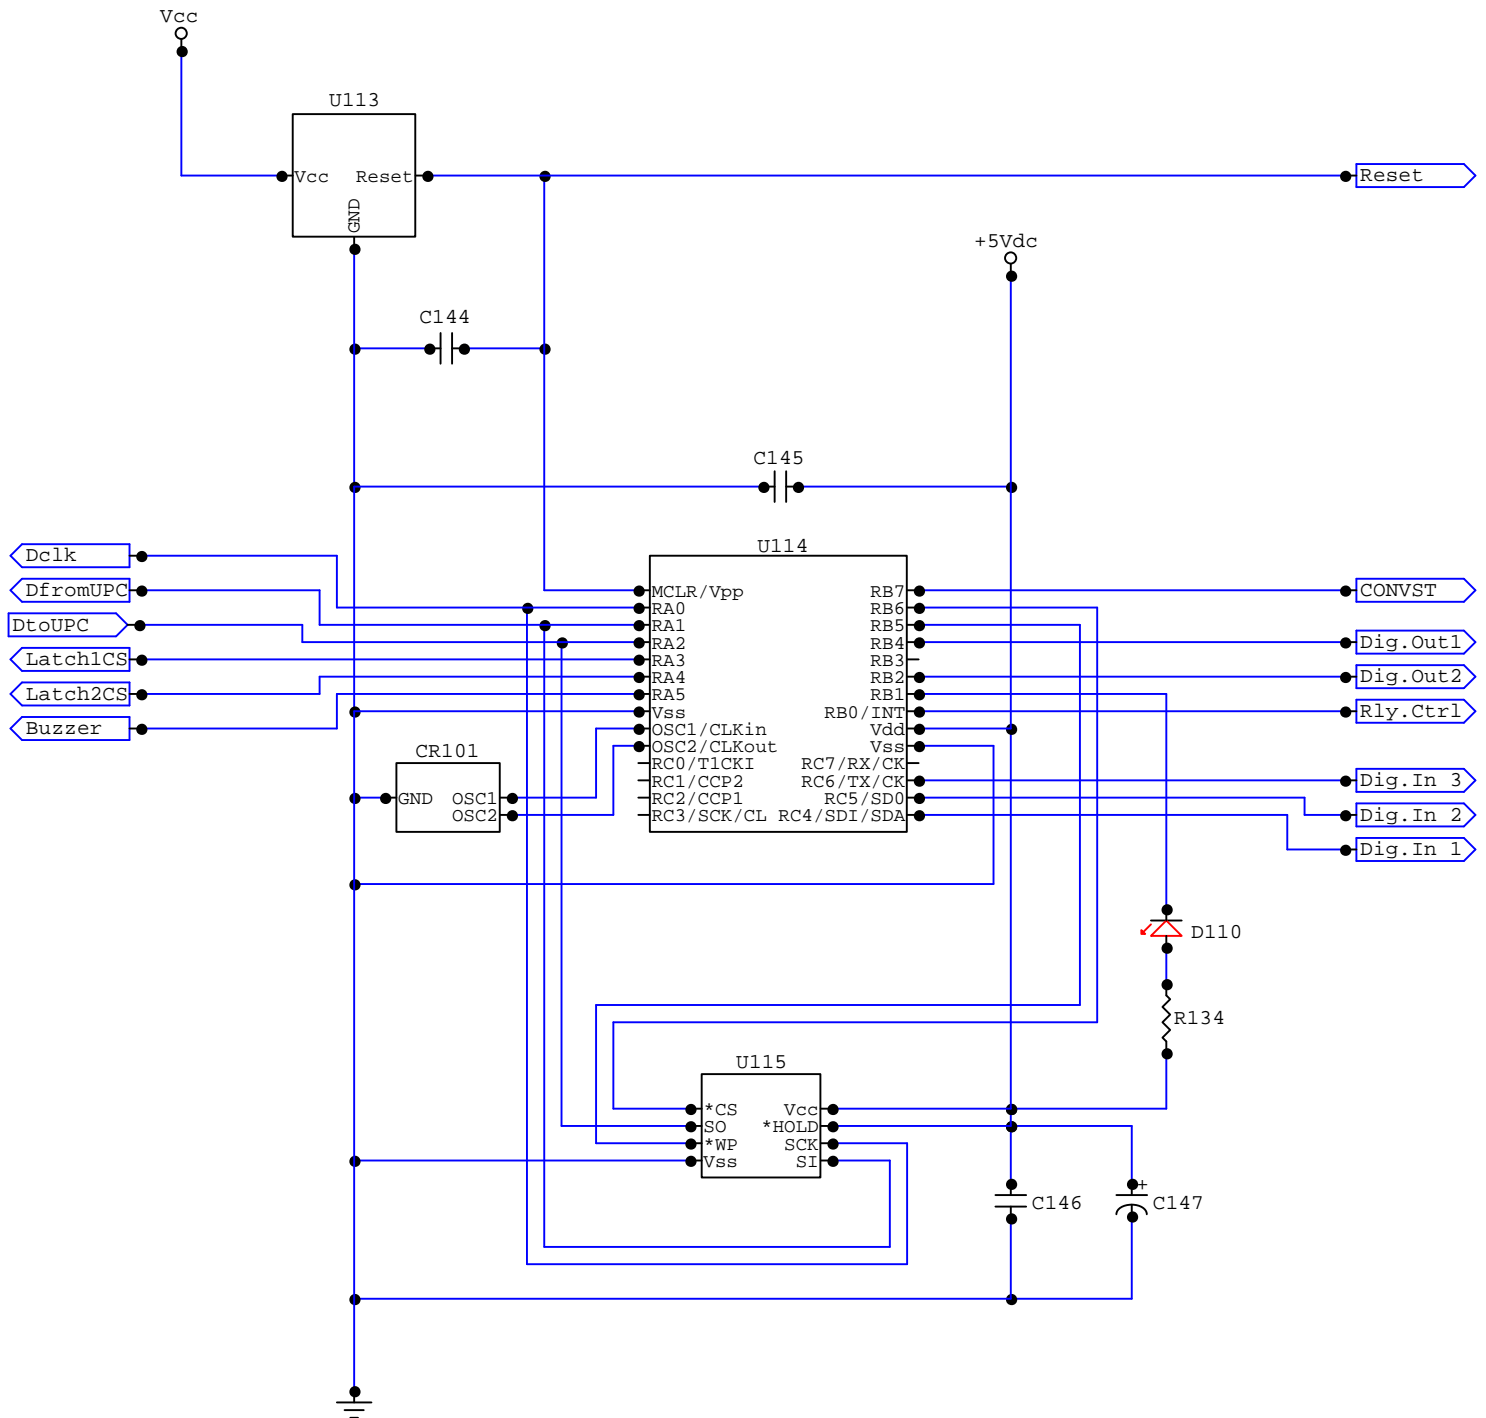 Vcc
U113
Vcc Reset
GND
Reset
+5Vdc
C144
C145
Dclk
DfromUPC
DtoUPC
Latch1CS
Latch2CS
Buzzer
U114
MCLR/Vpp RB7
RA0 RB6
RA1 RB5
RA2 RB4
RA3 RB3
RA4 RB2
RA5 RB1
Vss RB0/INT
OSC1/CLKin Vdd
OSC2/CLKout Vss
RC0/T1CKI RC7/RX/CK
RC1/CCP2 RC6/TX/CK
RC2/CCP1 RC5/SD0
RC3/SCK/CL RC4/SDI/SDA
CONVST
Dig.Out1
Dig.Out2
Rly.Ctrl
Dig.In 3
Dig.In 2
Dig.In 1
CR101
GND OSC1
OSC2
D110
R134
U115
*CS Vcc
SO *HOLD
*WP SCK
Vss SI
C146
+
C147